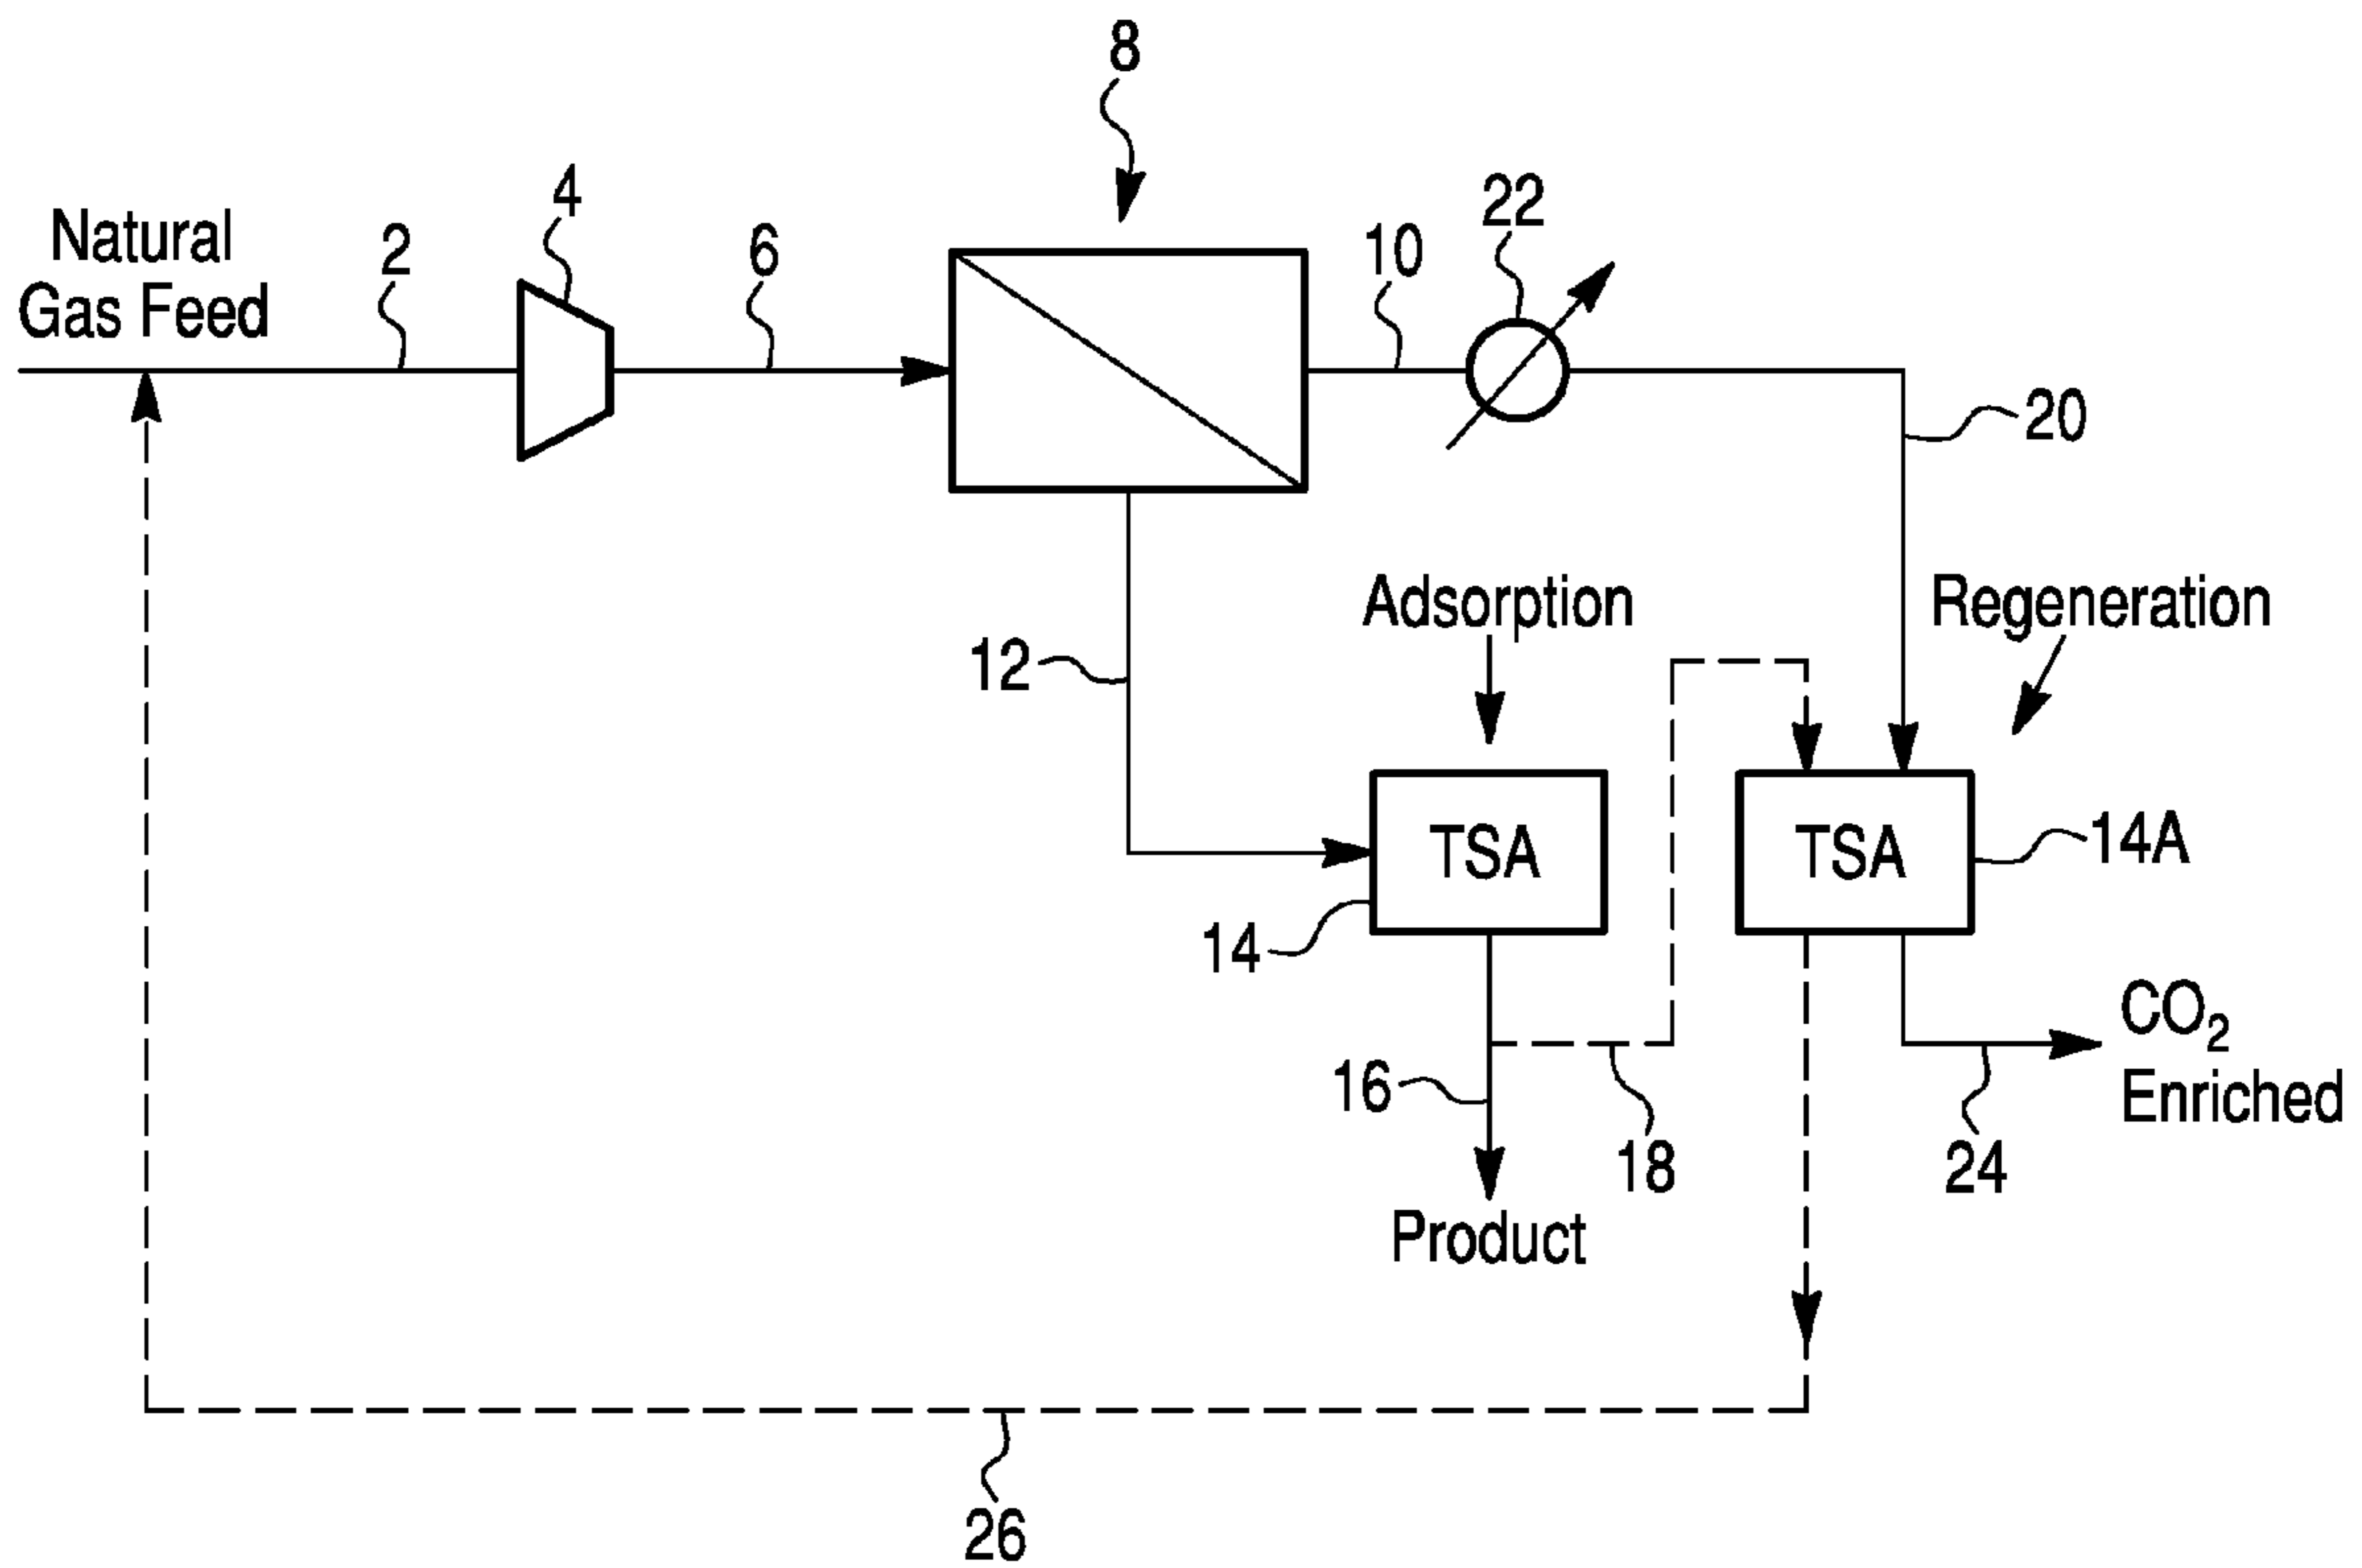 8
4
22
Natural
Gas Feed
2
6
10
20
Adsorption
Regeneration
12
TSA
TSA
14A
14
CO₂
Enriched
16
18
24
Product
26